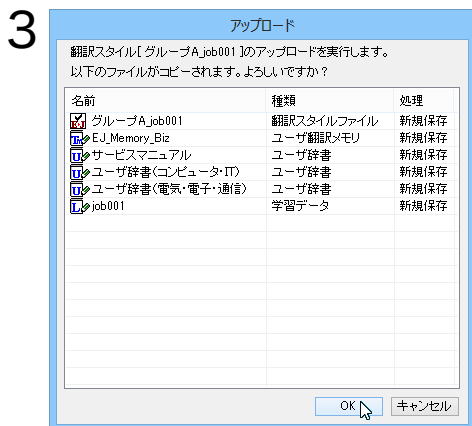 3
アップロード
翻訳スタイル[ グループA_job001 ]のアップロードを実行します。
以下のファイルがコピーされます。よろしいですか？
名前 種類 処理
グループA_job001 翻訳スタイルファイル 新規保存
EJ_Memory_Biz ユーザ翻訳メモリ 新規保存
サービスマニュアル ユーザ辞書 新規保存
ユーザ辞書(コンピュータ・IT) ユーザ辞書 新規保存
ユーザ辞書(電気・電子・通信) ユーザ辞書 新規保存
job001 学習データ 新規保存
OK キャンセル